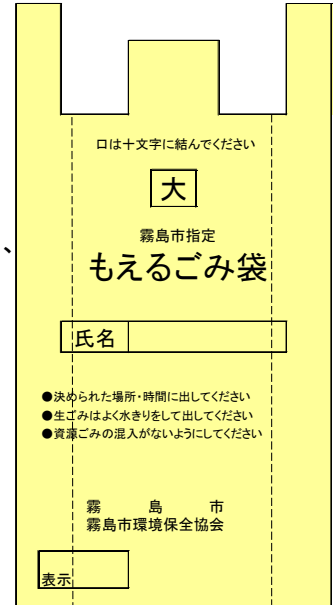 口は十文字に結んでください
大
霧島市指定
、
もえるごみ袋
氏名
●決められた場所・時間に出してください
●生ごみはよく水きりをして出してください
●資源ごみの混入がないようにしてください
霧島市
霧島市環境保全協会
表示